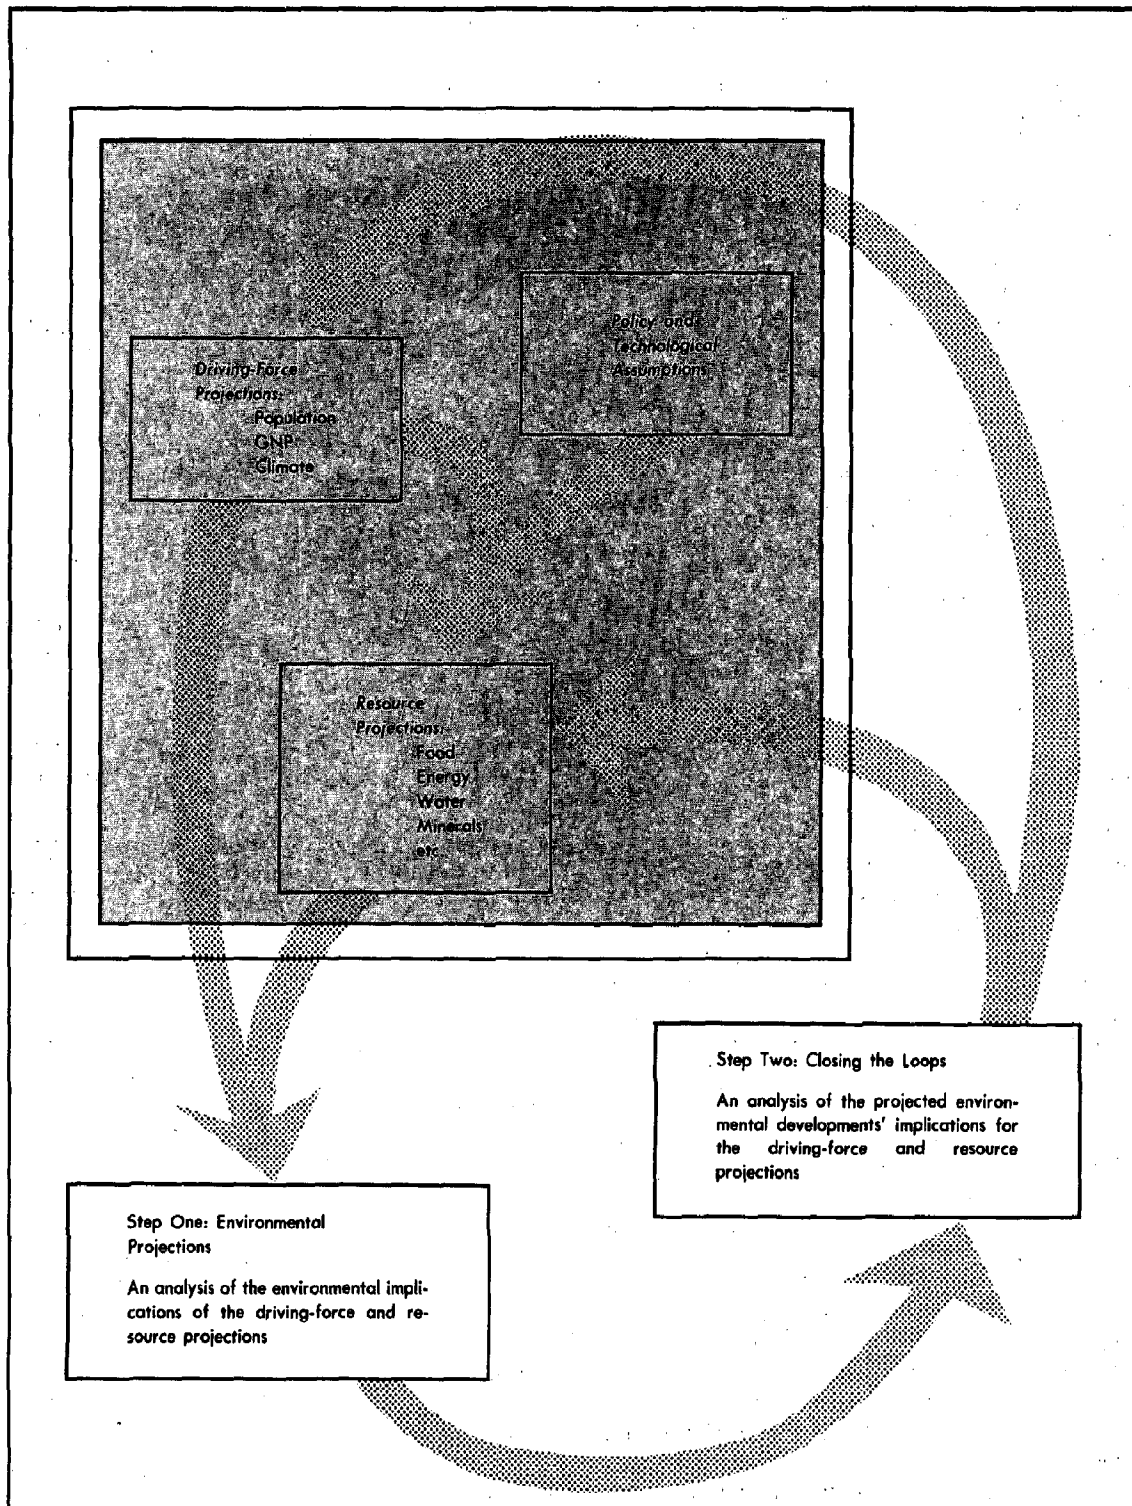 Policy and
Technological
Assumptions
Driving-Force
Projections:
Population
GNP
Climate
Resource
Projections:
Food
Energy
Water
Minerals
etc.
Step Two: Closing the Loops
An analysis of the projected environ-
mental developments' implications for
the driving-force and resource
projections
Step One: Environmental
Projections
An analysis of the environmental impli-
cations of the driving-force and re-
source projections